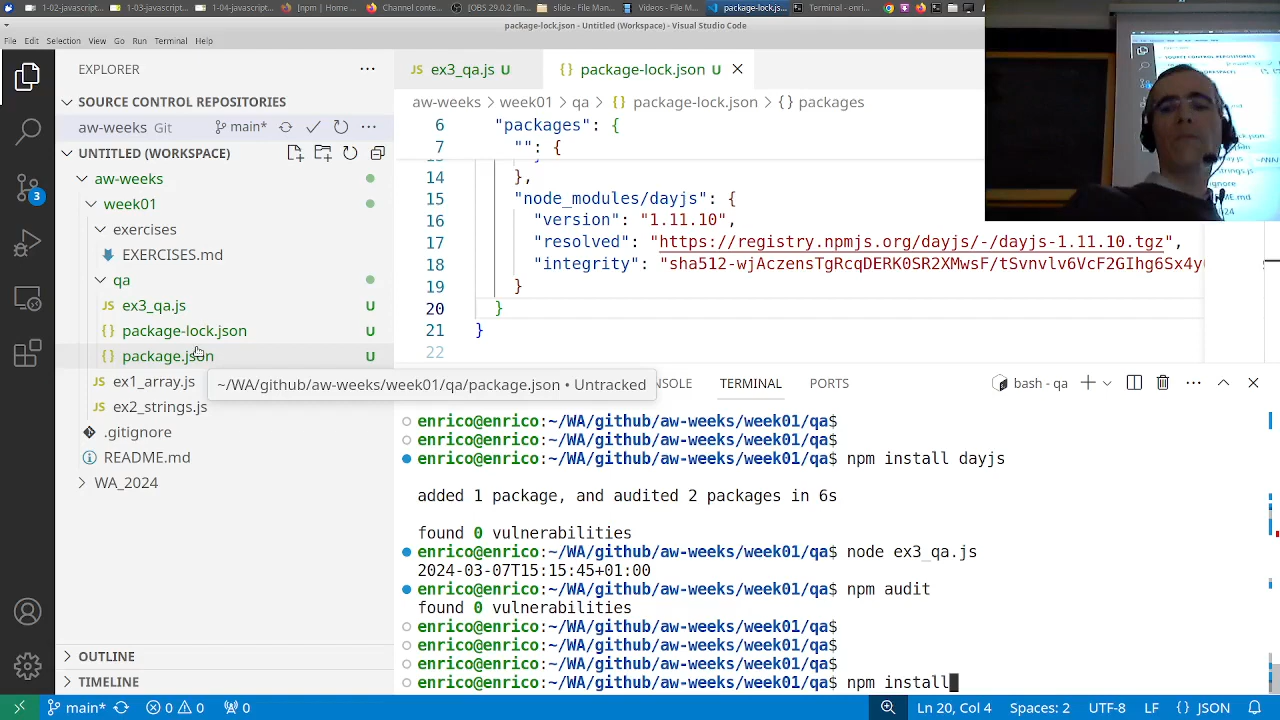 package-lock.json - Untitled (Workspace) - Visual Studio Code
File Edit Selection View Go Run Terminal Help
EXPLORER
SOURCE CONTROL REPOSITORIES
aw-weeks Git main*
UNTITLED (WORKSPACE)
aw-weeks
week01
exercises
EXERCISES.md
qa
JS ex3_qa.js U
{} package-lock.json U
{} package.json U
~/WA/github/aw-weeks/week01/qa/package.json • Untracked
JS ex1_array.js
JS ex2_strings.js
.gitignore
README.md
WA_2024
OUTLINE
TIMELINE
3
JS ex3_qa.js U
{} package-lock.json U
aw-weeks > week01 > qa > {} package-lock.json > {} packages
6 "packages": {
7 "": {
14 },
15 "node_modules/dayjs": {
16 "version": "1.11.10",
17 "resolved": "https://registry.npmjs.org/dayjs/-/dayjs-1.11.10.tgz",
18 "integrity": "sha512-wjAczensTgRcqDERK0SR2XMwsF/tSvnvlv6VcF2GIhg6Sx4yu
19 }
20 }
21 }
22
TERMINAL PORTS
bash - qa
enrico@enrico:~/WA/github/aw-weeks/week01/qa$
enrico@enrico:~/WA/github/aw-weeks/week01/qa$
enrico@enrico:~/WA/github/aw-weeks/week01/qa$ npm install dayjs
added 1 package, and audited 2 packages in 6s
found 0 vulnerabilities
enrico@enrico:~/WA/github/aw-weeks/week01/qa$ node ex3_qa.js
2024-03-07T15:15:45+01:00
enrico@enrico:~/WA/github/aw-weeks/week01/qa$ npm audit
found 0 vulnerabilities
enrico@enrico:~/WA/github/aw-weeks/week01/qa$
enrico@enrico:~/WA/github/aw-weeks/week01/qa$
enrico@enrico:~/WA/github/aw-weeks/week01/qa$
enrico@enrico:~/WA/github/aw-weeks/week01/qa$ npm install
main* 0 0 0 Ln 20, Col 4 Spaces: 2 UTF-8 LF {} JSON